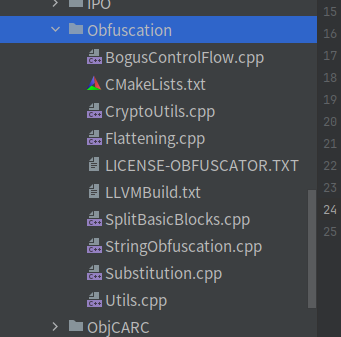 IPO
Obfuscation
BogusControlFlow.cpp
CMakeLists.txt
CryptoUtils.cpp
Flattening.cpp
LICENSE-OBFUSCATOR.TXT
LLVMBuild.txt
SplitBasicBlocks.cpp
StringObfuscation.cpp
Substitution.cpp
Utils.cpp
ObjCARC
15
16
17
18
19
20
21
22
23
24
25